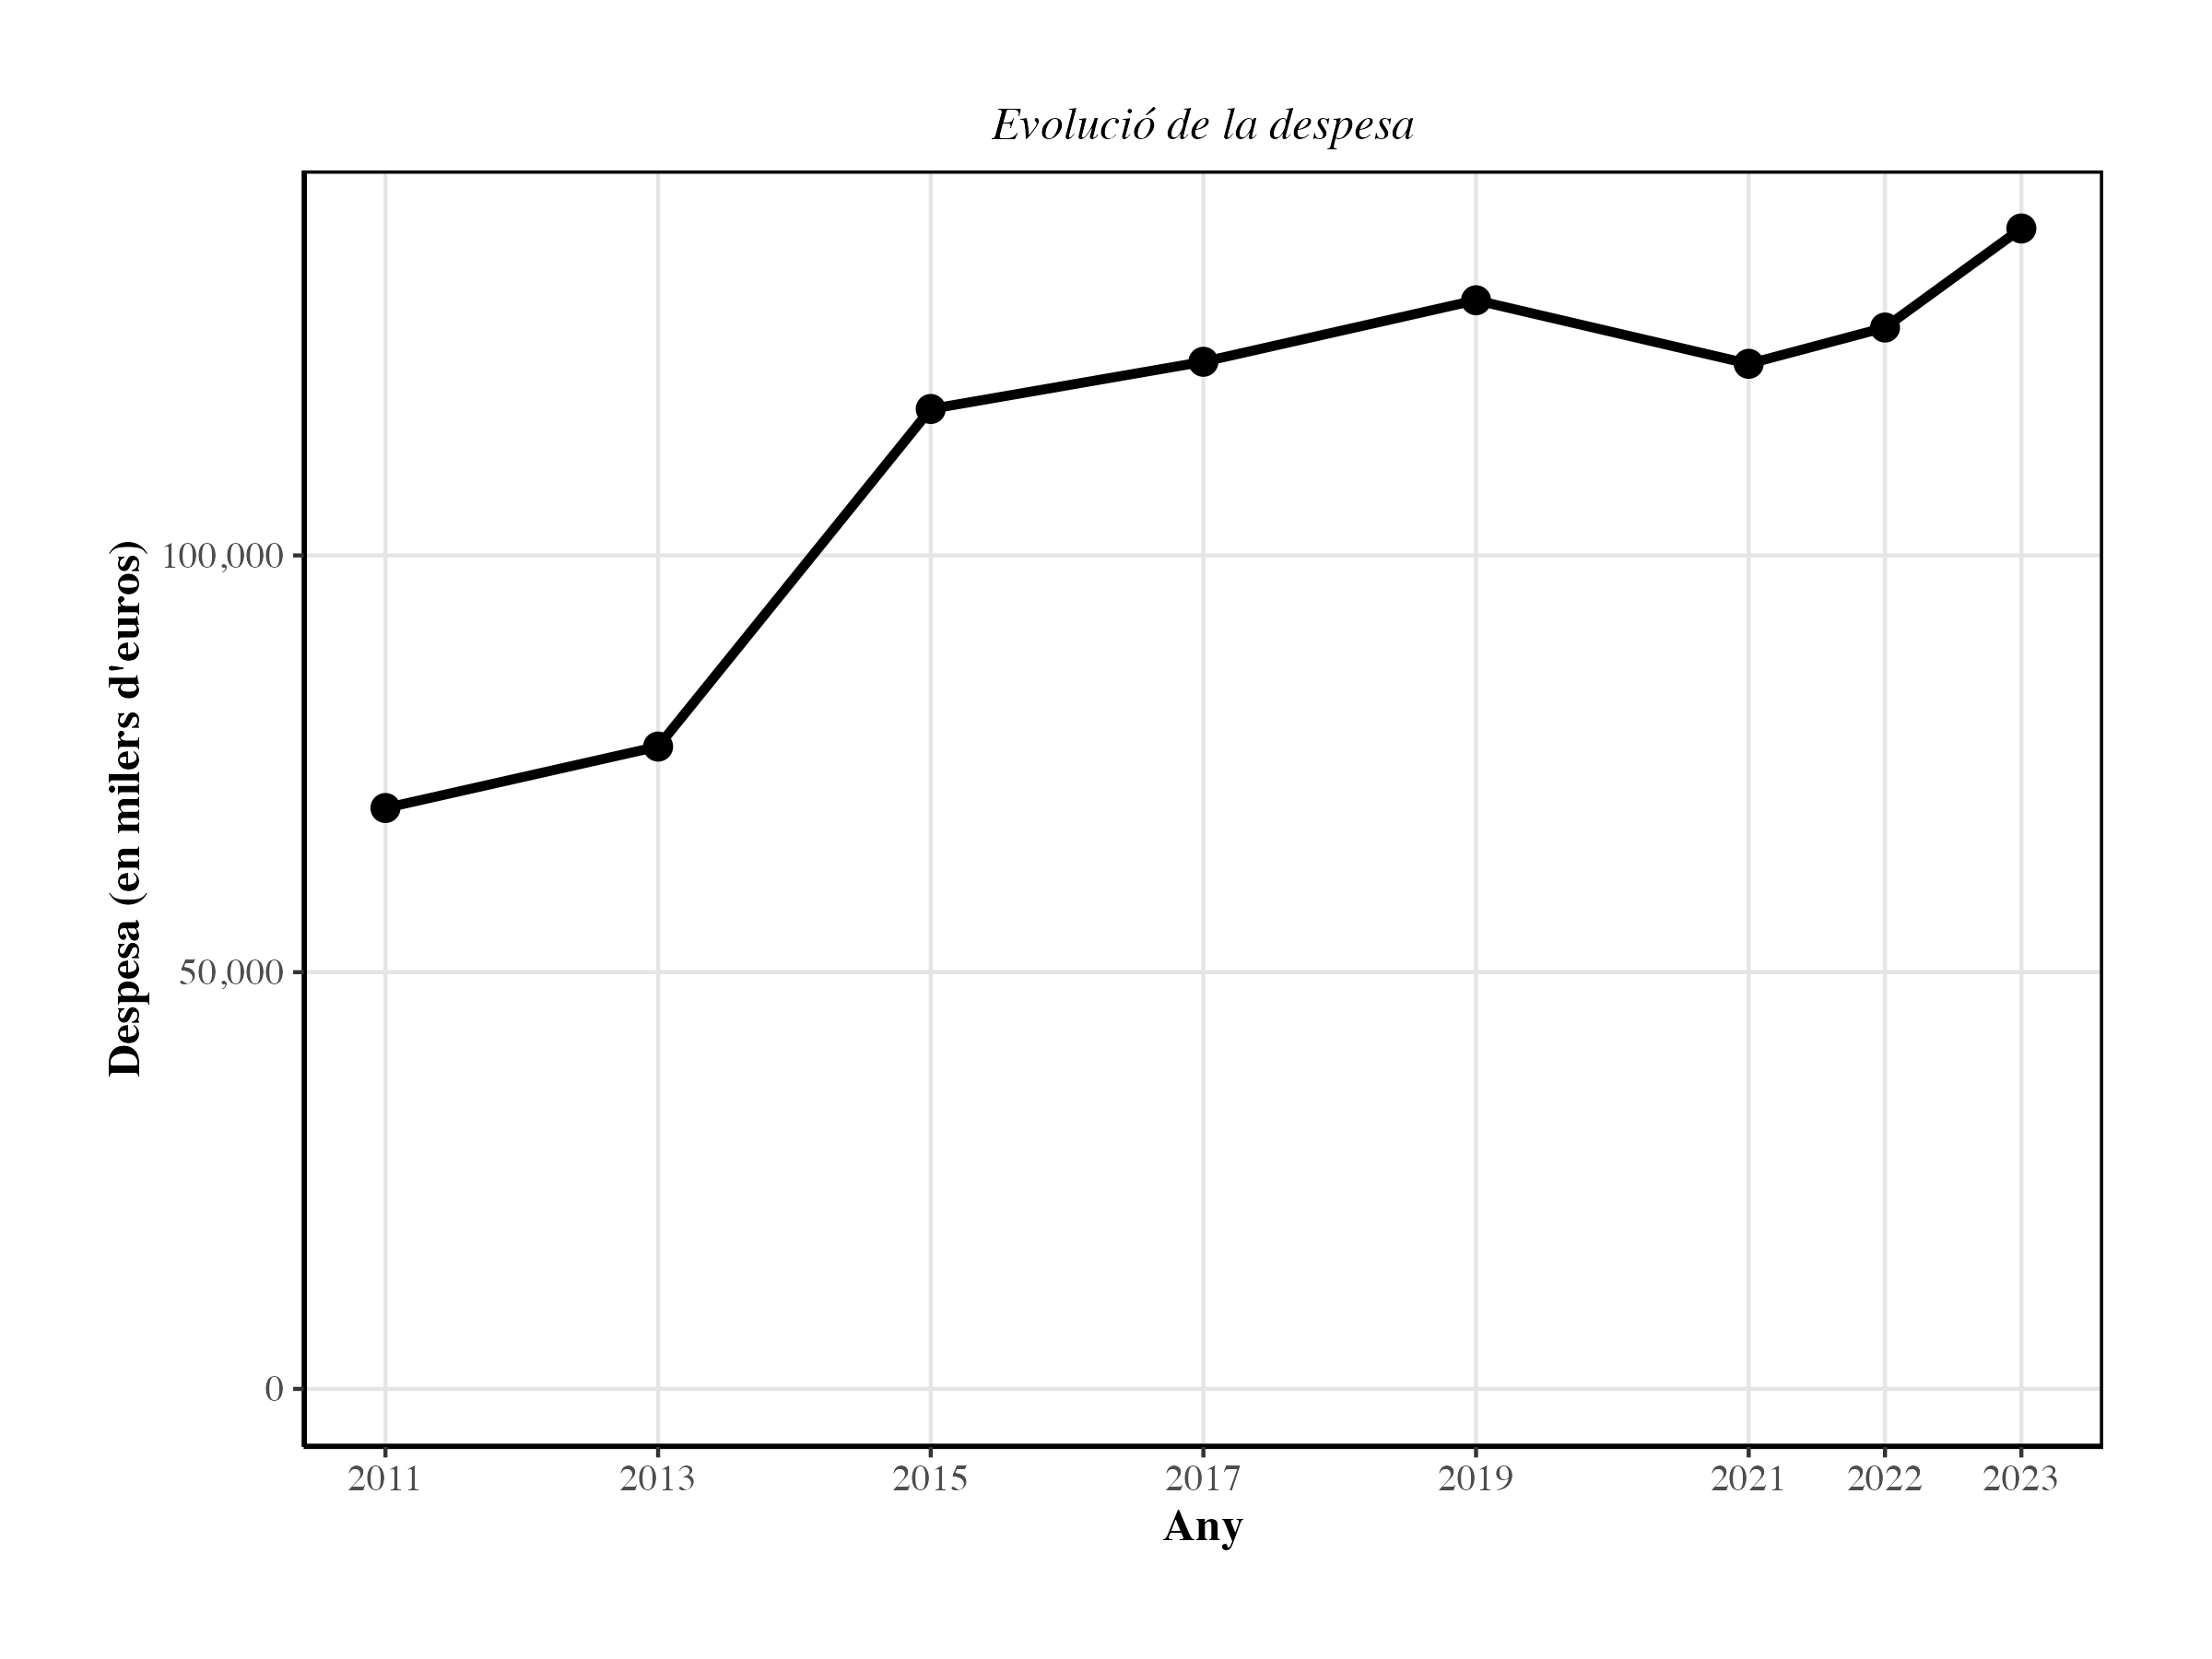 Evolució de la despesa
Despesa (en milers d'euros)
100,000
50,000
0
2011 2013 2015 2017 2019 2021 2022 2023
Any